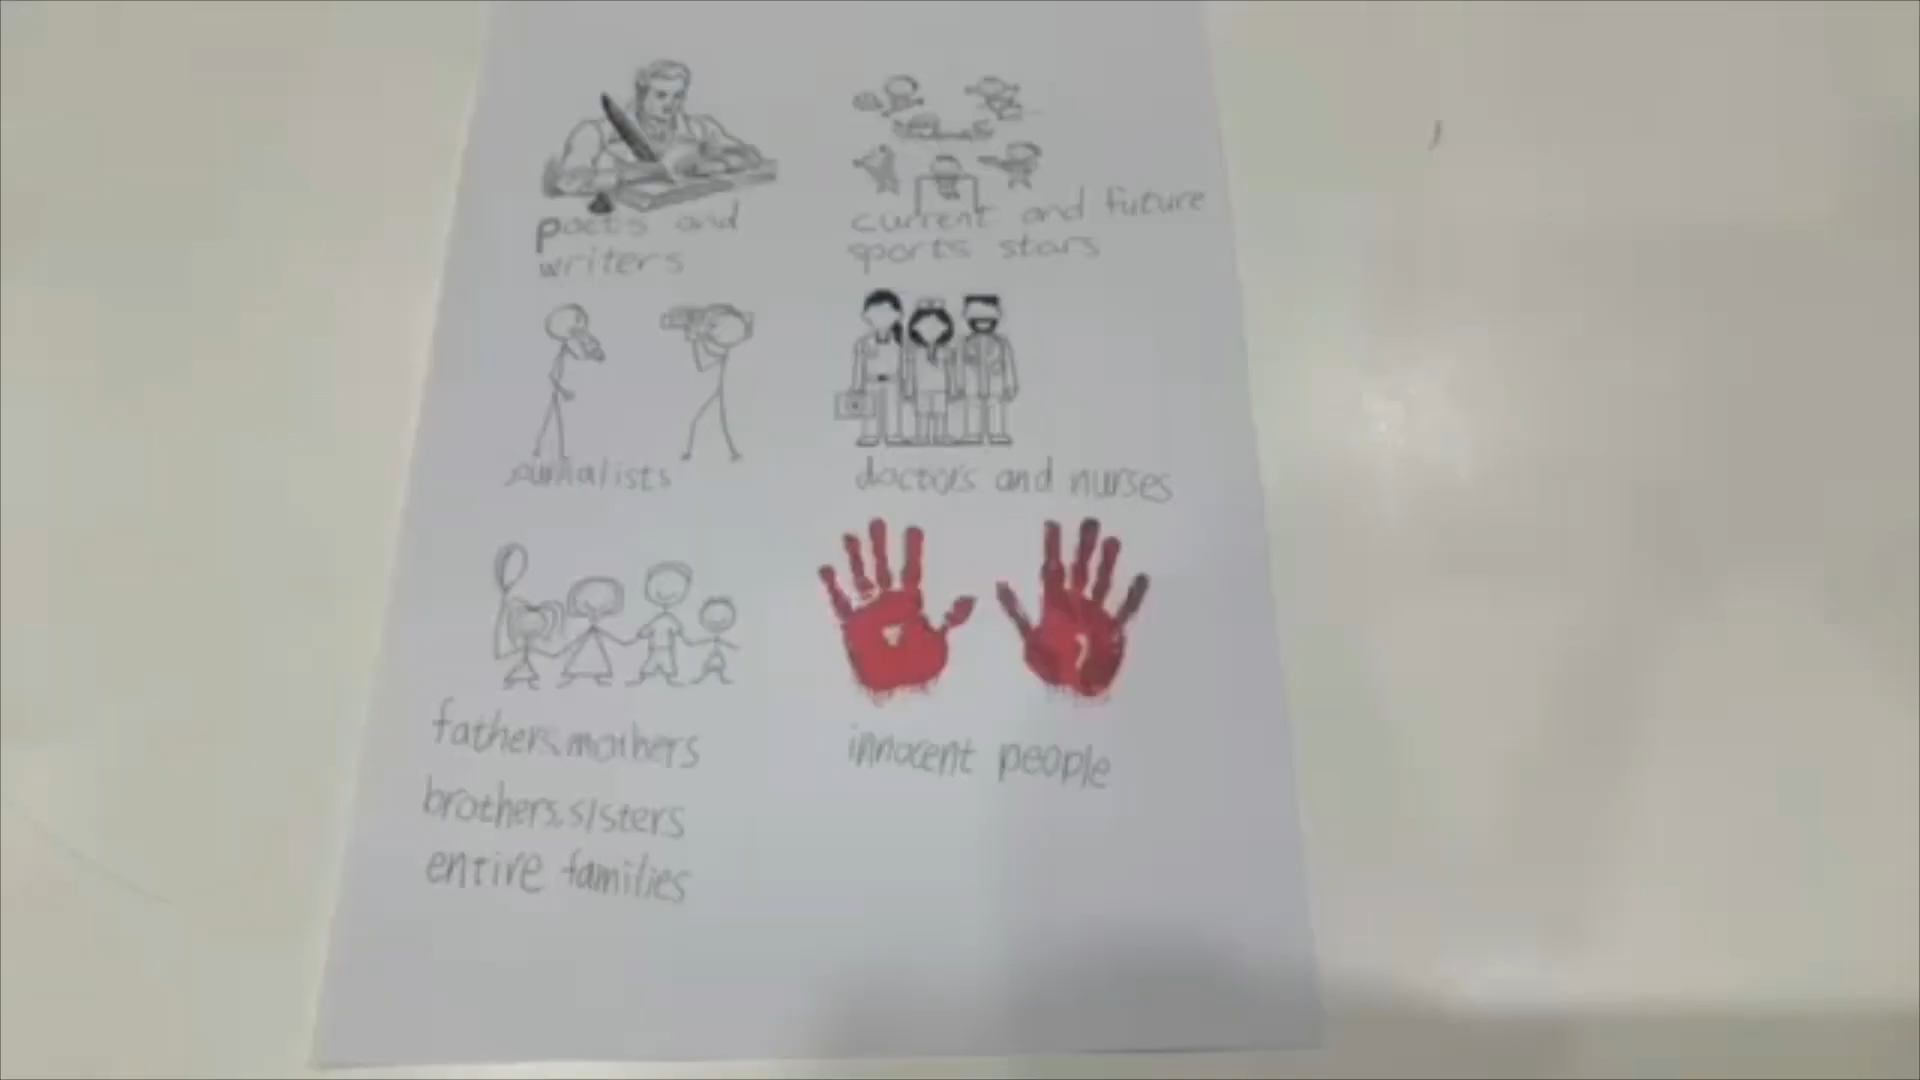 poets and
writers
current and future
sports stars
journalists
doctors and nurses
fathers, mothers
brothers, sisters
entire families
innocent people